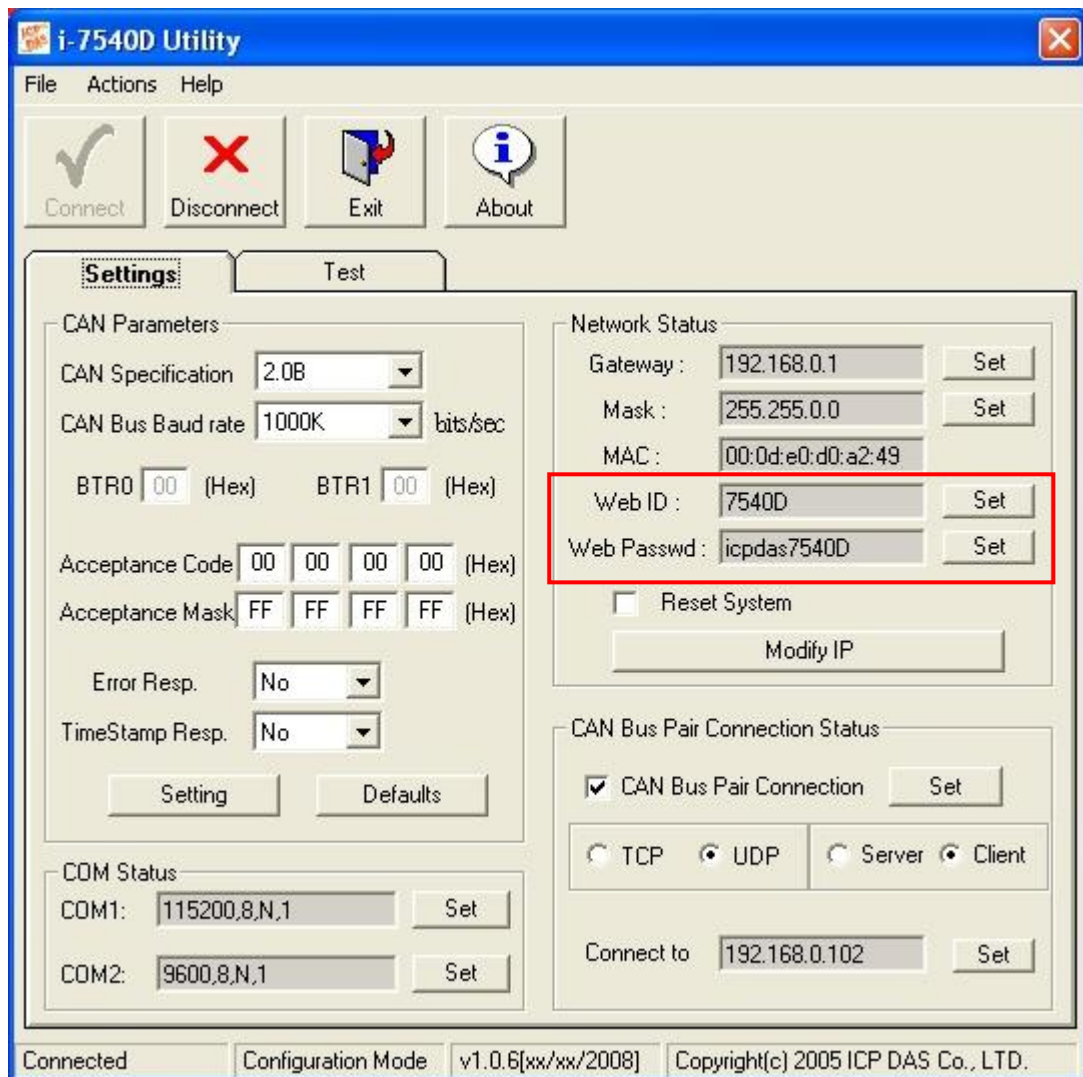 i-7540D Utility
File Actions Help
Connect Disconnect Exit About
Settings Test
CAN Parameters
CAN Specification 2.0B
CAN Bus Baud rate 1000K bits/sec
BTR0 00 (Hex) BTR1 00 (Hex)
Acceptance Code 00 00 00 00 (Hex)
Acceptance Mask FF FF FF FF (Hex)
Error Resp. No
TimeStamp Resp. No
Setting Defaults
COM Status
COM1: 115200,8,N,1 Set
COM2: 9600,8,N,1 Set
Network Status
Gateway : 192.168.0.1 Set
Mask : 255.255.0.0 Set
MAC : 00:0d:e0:d0:a2:49
Web ID : 7540D Set
Web Passwd : icpdas7540D Set
Reset System
Modify IP
CAN Bus Pair Connection Status
CAN Bus Pair Connection Set
TCP UDP Server Client
Connect to 192.168.0.102 Set
Connected Configuration Mode v1.0.6[xx/xx/2008] Copyright(c) 2005 ICP DAS Co., LTD.